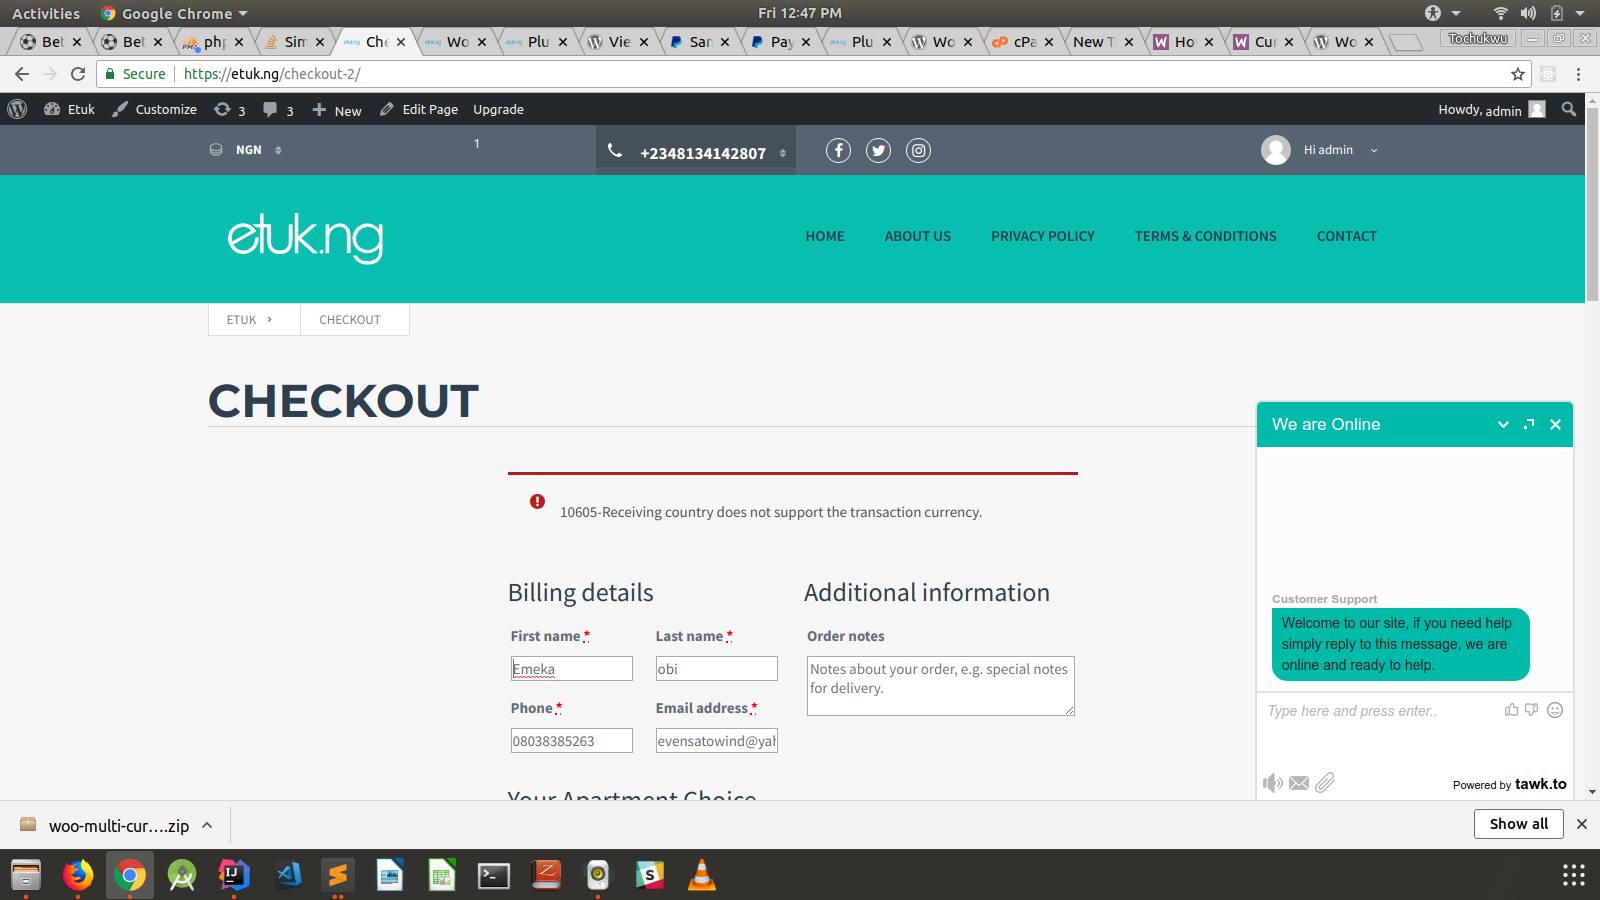 Activities Google Chrome Fri 12:47 PM
Bet Bet php Sim Che Wo Plu Vie San Pay Plu Wo cPa New T Ho Cur Wo Tochukwu
Secure https://etuk.ng/checkout-2/
Etuk Customize 3 3 New Edit Page Upgrade Howdy, admin
NGN 1 +2348134142807 Hi admin
etuk.ng HOME ABOUT US PRIVACY POLICY TERMS & CONDITIONS CONTACT
ETUK CHECKOUT
CHECKOUT
10605-Receiving country does not support the transaction currency.
Billing details
First name * Last name *
Emeka obi
Phone * Email address *
08038385263 evensatowind@yah
Your Apartment Choice
Additional information
Order notes
Notes about your order, e.g. special notes
for delivery.
We are Online
Customer Support
Welcome to our site, if you need help
simply reply to this message, we are
online and ready to help.
Type here and press enter..
Powered by tawk.to
woo-multi-cur....zip Show all